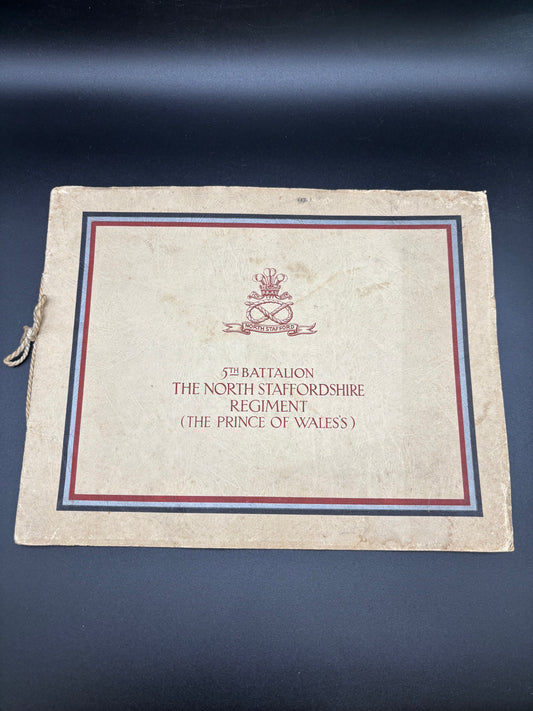 NORTH STAFFORD
5TH BATTALION
THE NORTH STAFFORDSHIRE
REGIMENT
(THE PRINCE OF WALES'S)